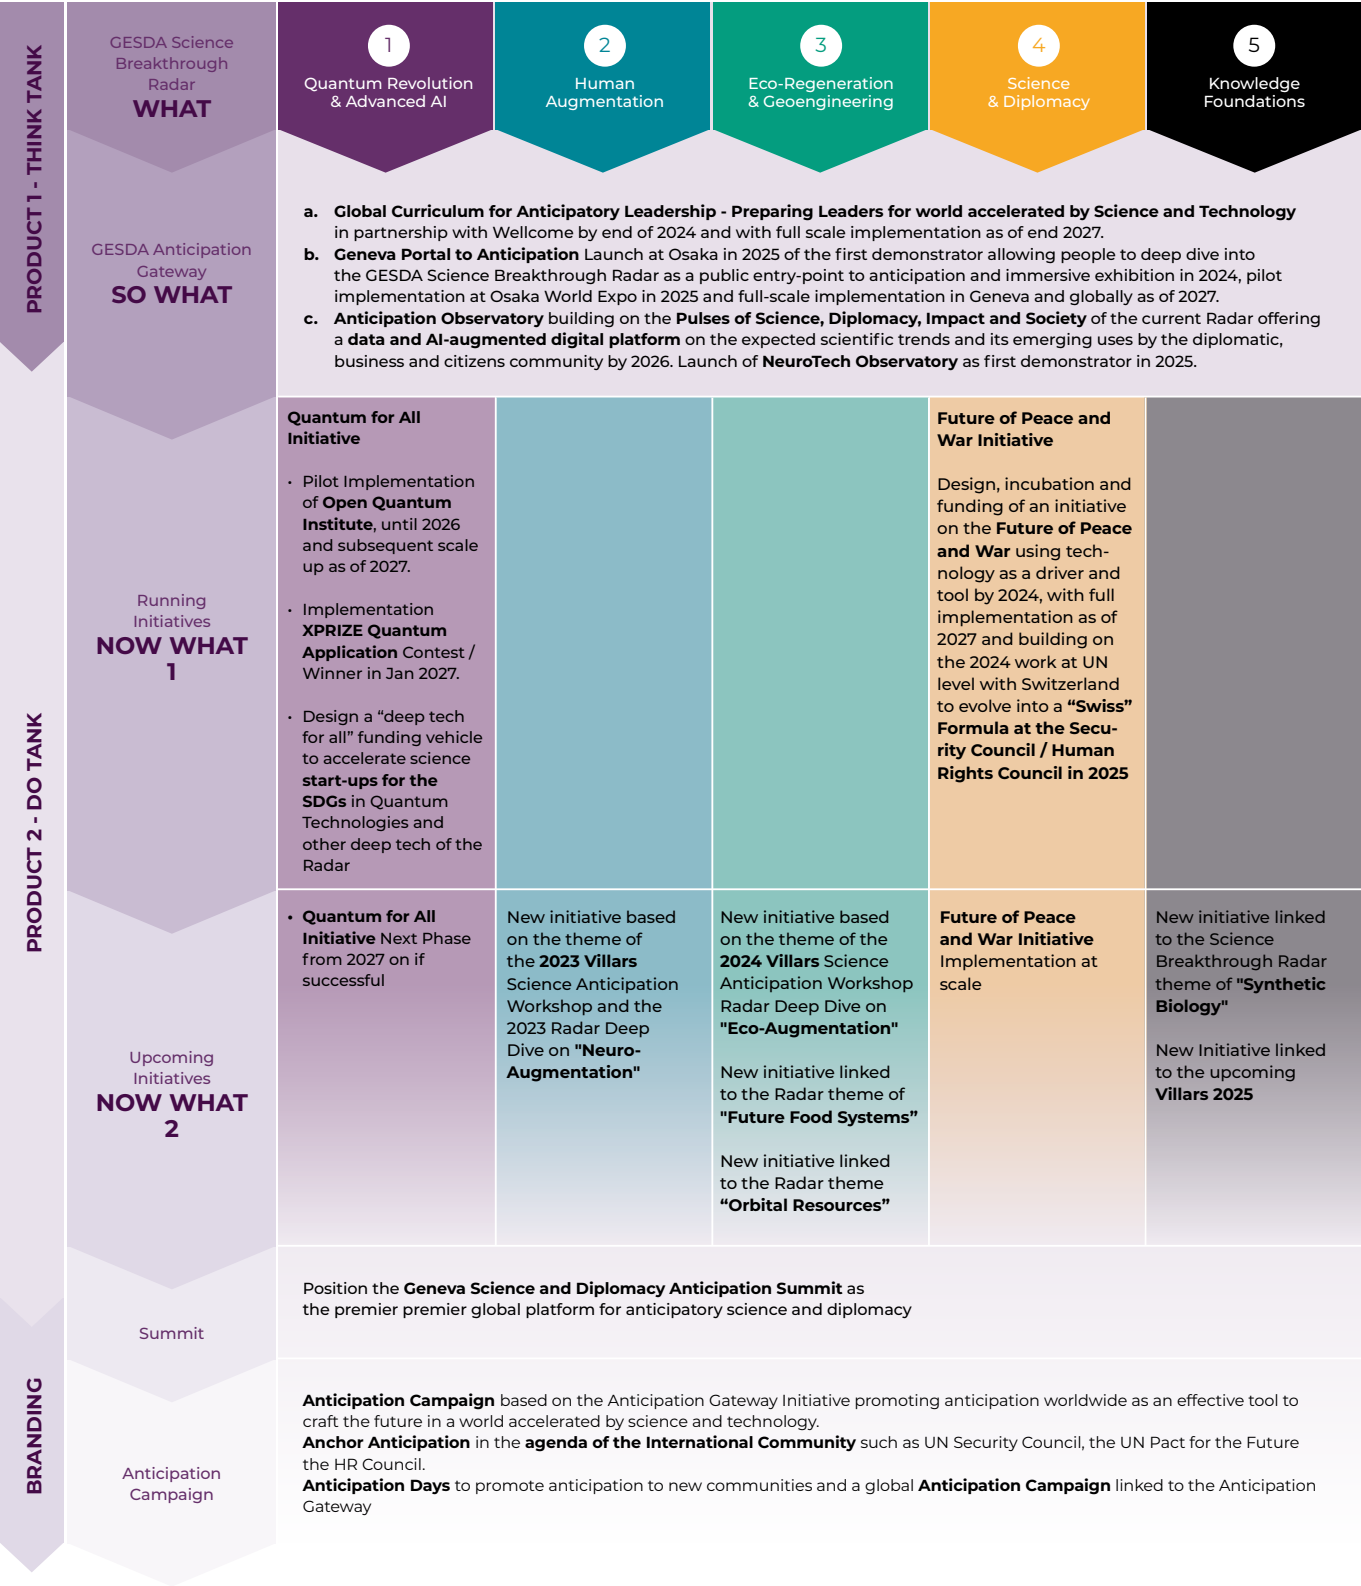 PRODUCT 1 - THINK TANK
GESDA Science
Breakthrough
Radar
WHAT
1
Quantum Revolution
& Advanced AI
2
Human
Augmentation
3
Eco-Regeneration
& Geoengineering
4
Science
& Diplomacy
5
Knowledge
Foundations
GESDA Anticipation
Gateway
SO WHAT
a. Global Curriculum for Anticipatory Leadership - Preparing Leaders for world accelerated by Science and Technology
in partnership with Wellcome by end of 2024 and with full scale implementation as of end 2027.
b. Geneva Portal to Anticipation Launch at Osaka in 2025 of the first demonstrator allowing people to deep dive into
the GESDA Science Breakthrough Radar as a public entry-point to anticipation and immersive exhibition in 2024, pilot
implementation at Osaka World Expo in 2025 and full-scale implementation in Geneva and globally as of 2027.
c. Anticipation Observatory building on the Pulses of Science, Diplomacy, Impact and Society of the current Radar offering
a data and AI-augmented digital platform on the expected scientific trends and its emerging uses by the diplomatic,
business and citizens community by 2026. Launch of NeuroTech Observatory as first demonstrator in 2025.
PRODUCT 2 - DO TANK
Running
Initiatives
NOW WHAT
1
Quantum for All
Initiative
• Pilot Implementation
of Open Quantum
Institute, until 2026
and subsequent scale
up as of 2027.
• Implementation
XPRIZE Quantum
Application Contest /
Winner in Jan 2027.
• Design a “deep tech
for all” funding vehicle
to accelerate science
start-ups for the
SDGs in Quantum
Technologies and
other deep tech of the
Radar
Future of Peace and
War Initiative
Design, incubation and
funding of an initiative
on the Future of Peace
and War using tech-
nology as a driver and
tool by 2024, with full
implementation as of
2027 and building on
the 2024 work at UN
level with Switzerland
to evolve into a “Swiss”
Formula at the Secu-
rity Council / Human
Rights Council in 2025
Upcoming
Initiatives
NOW WHAT
2
• Quantum for All
Initiative Next Phase
from 2027 on if
successful
New initiative based
on the theme of
the 2023 Villars
Science Anticipation
Workshop and the
2023 Radar Deep
Dive on "Neuro-
Augmentation"
New initiative based
on the theme of the
2024 Villars Science
Anticipation Workshop
Radar Deep Dive on
"Eco-Augmentation"
New initiative linked
to the Radar theme of
"Future Food Systems”
New initiative linked
to the Radar theme
“Orbital Resources”
Future of Peace
and War Initiative
Implementation at
scale
New initiative linked
to the Science
Breakthrough Radar
theme of "Synthetic
Biology"
New Initiative linked
to the upcoming
Villars 2025
BRANDING
Summit
Position the Geneva Science and Diplomacy Anticipation Summit as
the premier premier global platform for anticipatory science and diplomacy
Anticipation
Campaign
Anticipation Campaign based on the Anticipation Gateway Initiative promoting anticipation worldwide as an effective tool to
craft the future in a world accelerated by science and technology.
Anchor Anticipation in the agenda of the International Community such as UN Security Council, the UN Pact for the Future
the HR Council.
Anticipation Days to promote anticipation to new communities and a global Anticipation Campaign linked to the Anticipation
Gateway